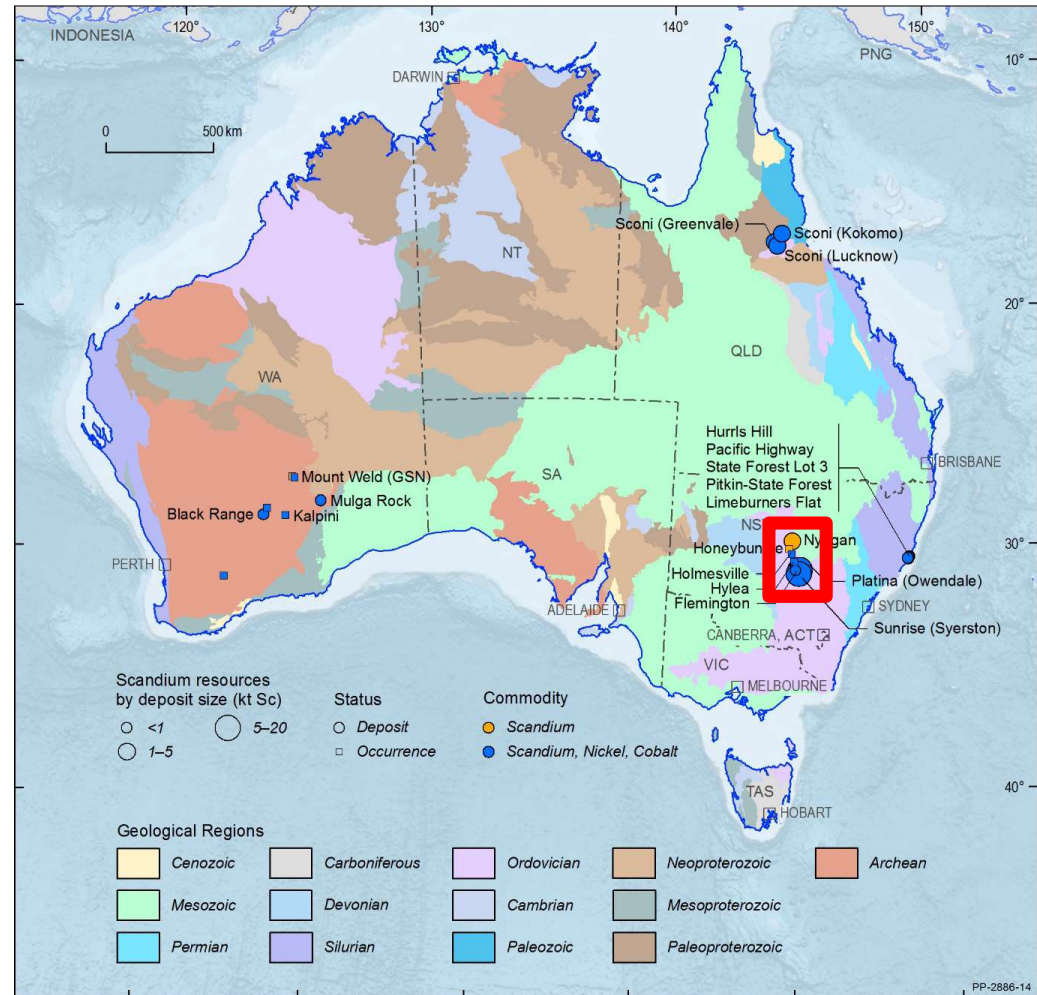 120°
130°
140°
150°
INDONESIA
PNG
10°
DARWIN
0 500 km
Sconi (Greenvale)
Sconi (Kokomo)
Sconi (Lucknow)
NT
20°
QLD
WA
Hurrls Hill
Pacific Highway
State Forest Lot 3
Pitkin-State Forest
Limeburners Flat
BRISBANE
SA
Mount Weld (GSN)
Mulga Rock
Black Range
Kalpini
30°
PERTH
Holmesville
Hylea
Flemington
Platina (Owendale)
SYDNEY
ADELAIDE
Sunrise (Syerston)
CANBERRA, ACT
VIC
MELBOURNE
Scandium resources
by deposit size (kt Sc)
<1
1–5
5–20
Status
Deposit
Occurrence
Commodity
Scandium
Scandium, Nickel, Cobalt
40°
TAS
HOBART
Geological Regions
Cenozoic
Carboniferous
Ordovician
Neoproterozoic
Archean
Mesozoic
Devonian
Cambrian
Mesoproterozoic
Permian
Silurian
Paleozoic
Paleoproterozoic
PP-2886-14